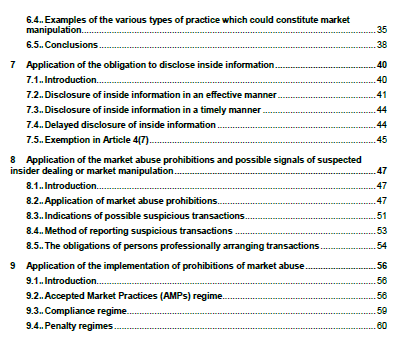 6.4.. Examples of the various types of practice which could constitute market
manipulation........................................................................................................ 35
6.5.. Conclusions................................................................................................. 38
7 Application of the obligation to disclose inside information................................... 40
7.1.. Introduction.................................................................................................. 40
7.2.. Disclosure of inside information in an effective manner................................. 41
7.3.. Disclosure of inside information in a timely manner ...................................... 44
7.4.. Delayed disclosure of inside information ...................................................... 44
7.5.. Exemption in Article 4(7)............................................................................... 45
8 Application of the market abuse prohibitions and possible signals of suspected
insider dealing or market manipulation.................................................................... 47
8.1.. Introduction.................................................................................................. 47
8.2.. Application of market abuse prohibitions...................................................... 47
8.3.. Indications of possible suspicious transactions............................................. 51
8.4.. Method of reporting suspicious transactions ................................................ 53
8.5.. The obligations of persons professionally arranging transactions.................. 54
9 Application of the implementation of prohibitions of market abuse........................ 56
9.1.. Introduction.................................................................................................. 56
9.2.. Accepted Market Practices (AMPs) regime.................................................... 56
9.3.. Compliance regime....................................................................................... 59
9.4.. Penalty regimes ........................................................................................... 60